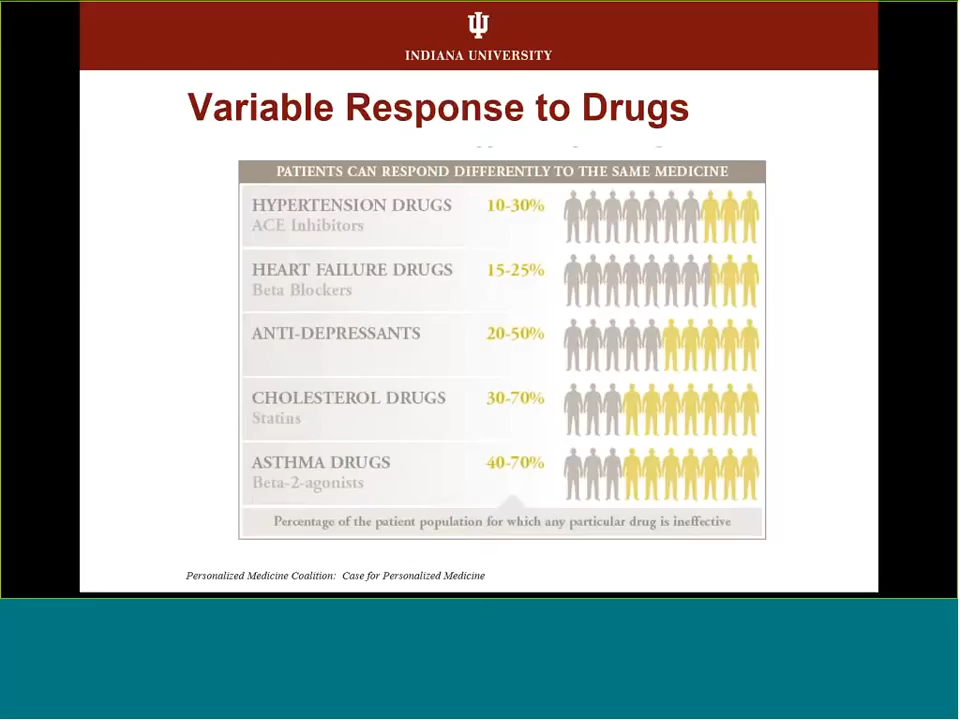 INDIANA UNIVERSITY
Variable Response to Drugs
PATIENTS CAN RESPOND DIFFERENTLY TO THE SAME MEDICINE
HYPERTENSION DRUGS 10-30%
ACE Inhibitors
HEART FAILURE DRUGS 15-25%
Beta Blockers
ANTI-DEPRESSANTS 20-50%
CHOLESTEROL DRUGS 30-70%
Statins
ASTHMA DRUGS 40-70%
Beta-2-agonists
Percentage of the patient population for which any particular drug is ineffective
Personalized Medicine Coalition: Case for Personalized Medicine